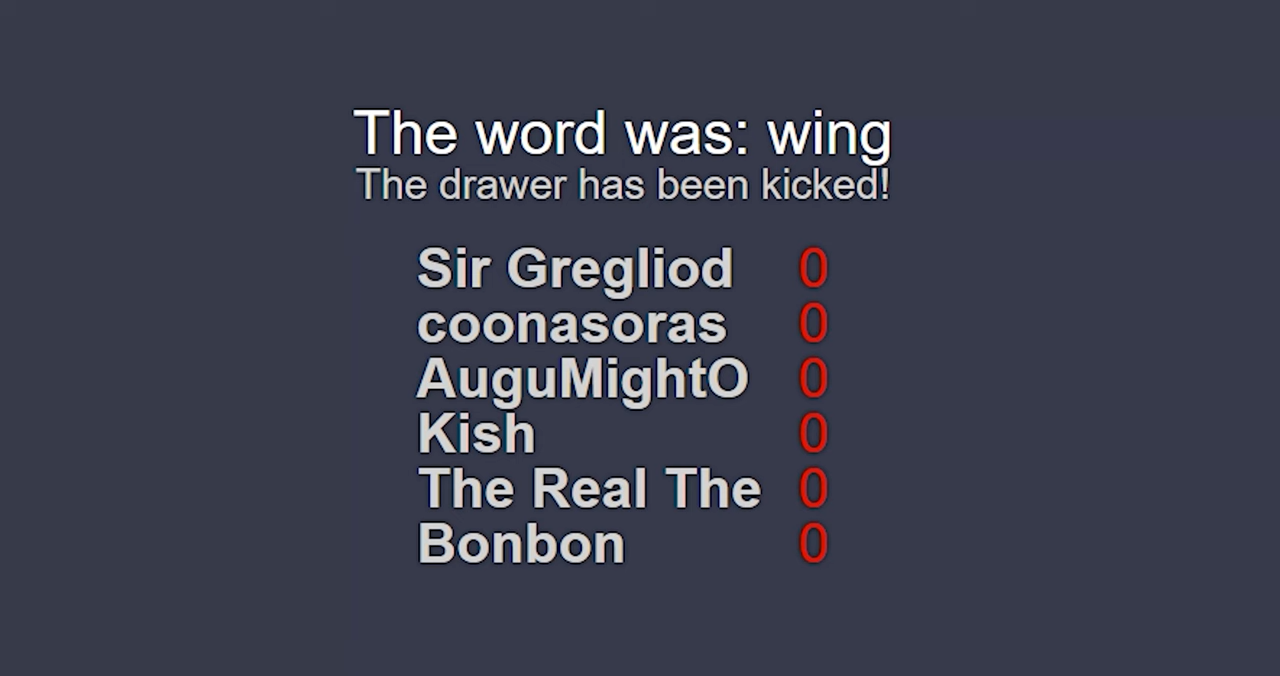 The word was: wing
The drawer has been kicked!
Sir Gregliod 0
coonasoras 0
AuguMightO 0
Kish 0
The Real The 0
Bonbon 0